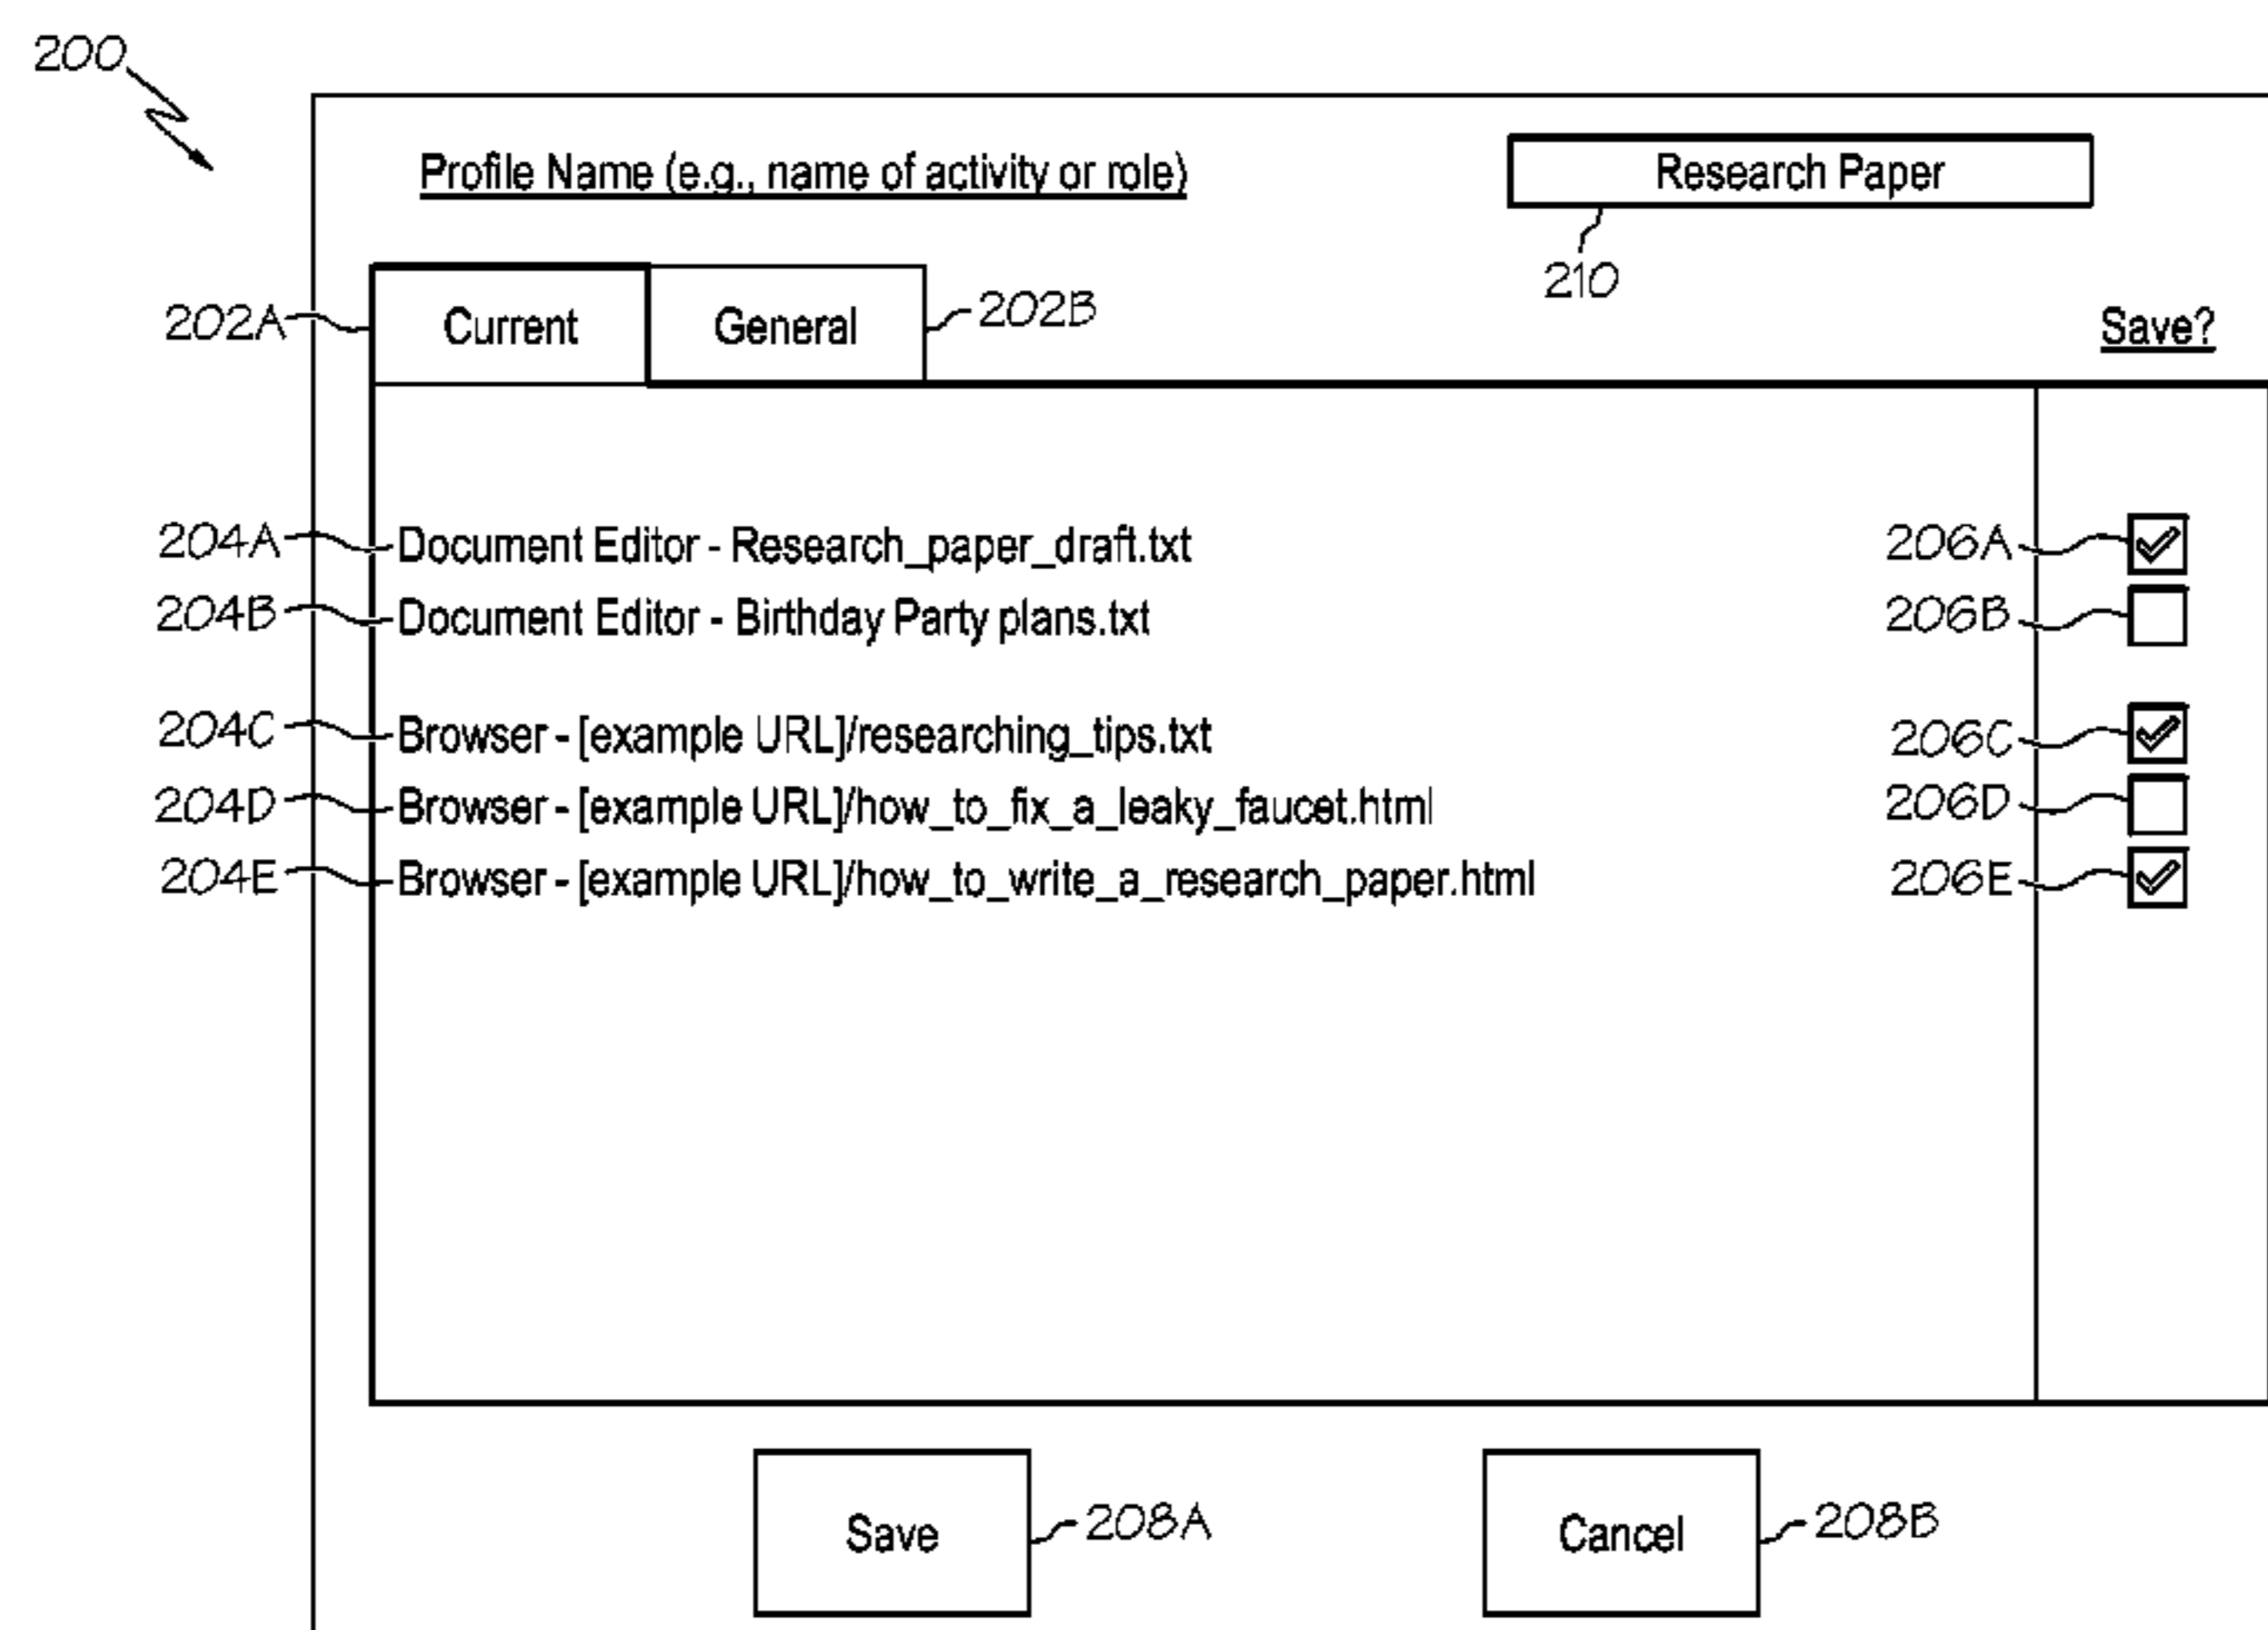 200
Profile Name (e.g., name of activity or role) Research Paper
210
202A Current General 202B Save?
204A Document Editor - Research_paper_draft.txt 206A
204B Document Editor - Birthday Party plans.txt 206B
204C Browser - [example URL]/researching_tips.txt 206C
204D Browser - [example URL]/how_to_fix_a_leaky_faucet.html 206D
204E Browser - [example URL]/how_to_write_a_research_paper.html 206E
Save 208A Cancel 208B